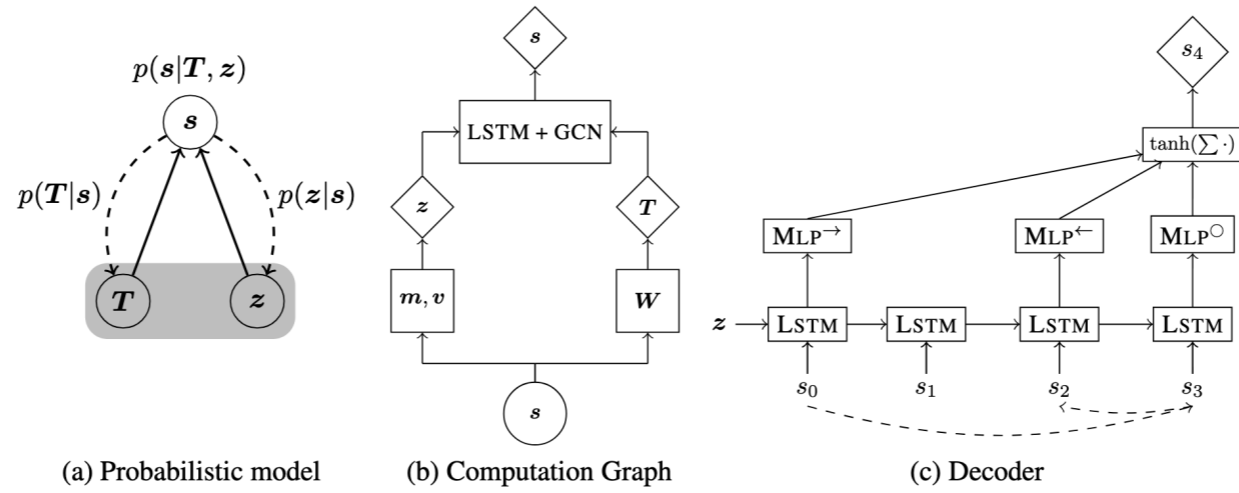 p(s|T, z)
s
p(T|s)
p(z|s)
T
z
(a) Probabilistic model
s
LSTM + GCN
z
T
m, v
W
s
(b) Computation Graph
s₄
tanh(∑ ·)
MLP→
MLP←
MLP○
z
LSTM
LSTM
LSTM
LSTM
s₀
s₁
s₂
s₃
(c) Decoder